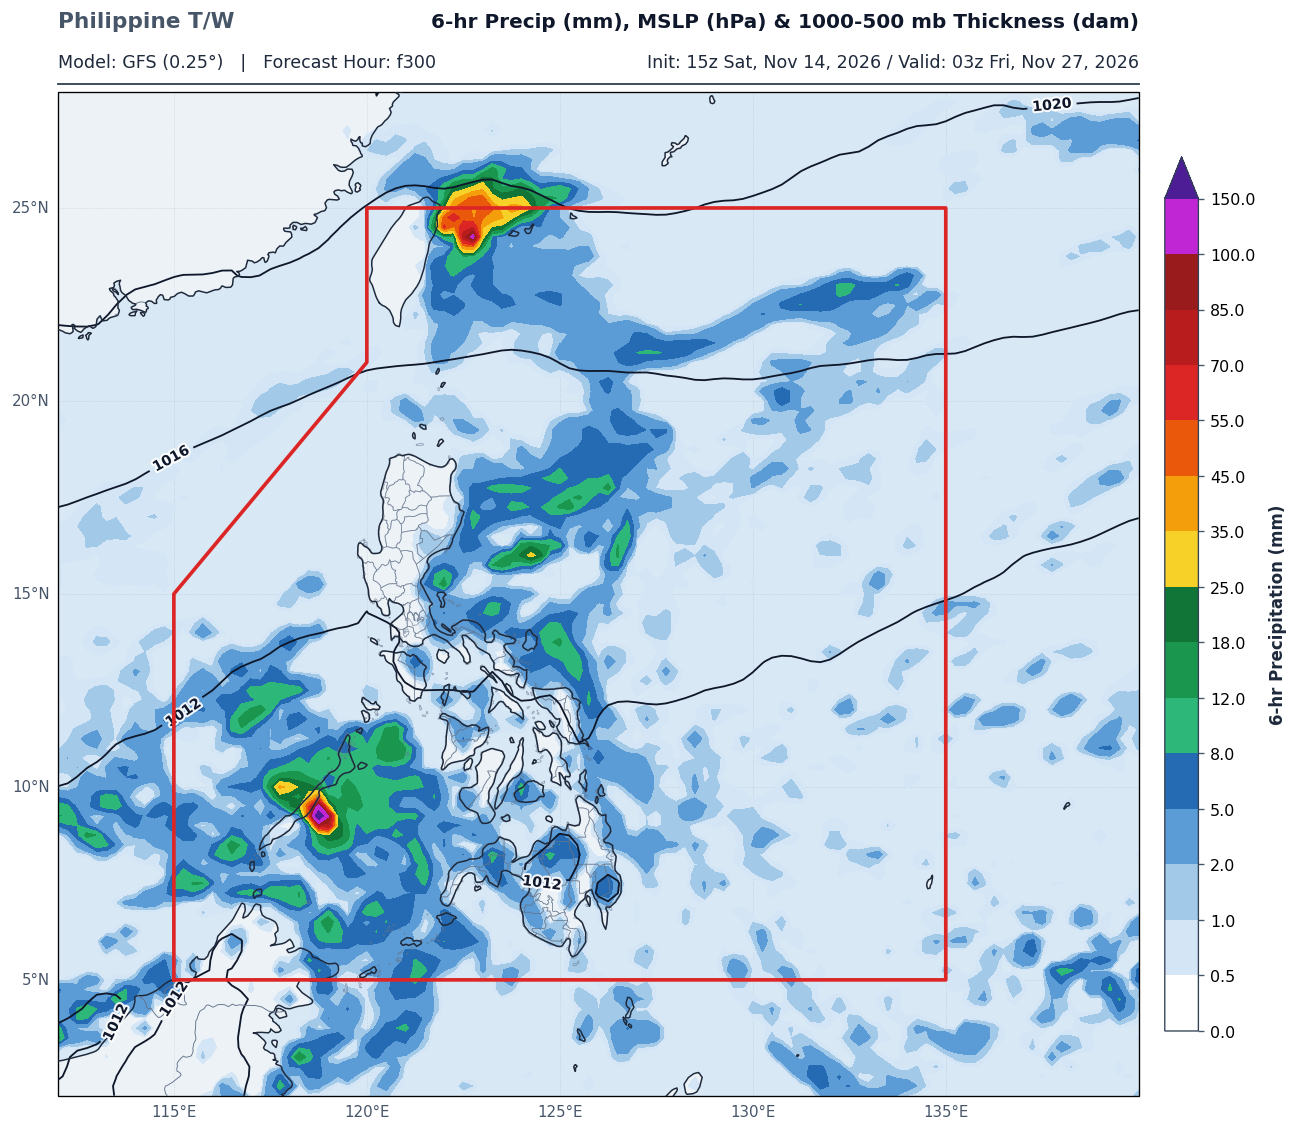 Philippine T/W
6-hr Precip (mm), MSLP (hPa) & 1000-500 mb Thickness (dam)
Model: GFS (0.25°) | Forecast Hour: f300
Init: 15z Sat, Nov 14, 2026 / Valid: 03z Fri, Nov 27, 2026
1020
1016
1012
1012
1012
1012
25°N
20°N
15°N
10°N
5°N
115°E
120°E
125°E
130°E
135°E
150.0
100.0
85.0
70.0
55.0
45.0
35.0
25.0
18.0
12.0
8.0
5.0
2.0
1.0
0.5
0.0
6-hr Precipitation (mm)